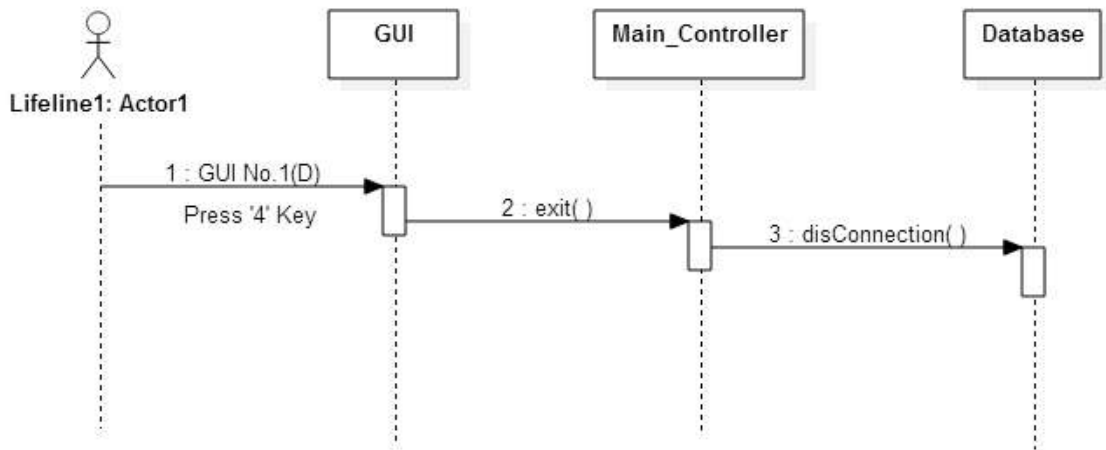 GUI
Main_Controller
Database
Lifeline1: Actor1
1 : GUI No.1(D)
Press '4' Key
2 : exit( )
3 : disConnection( )